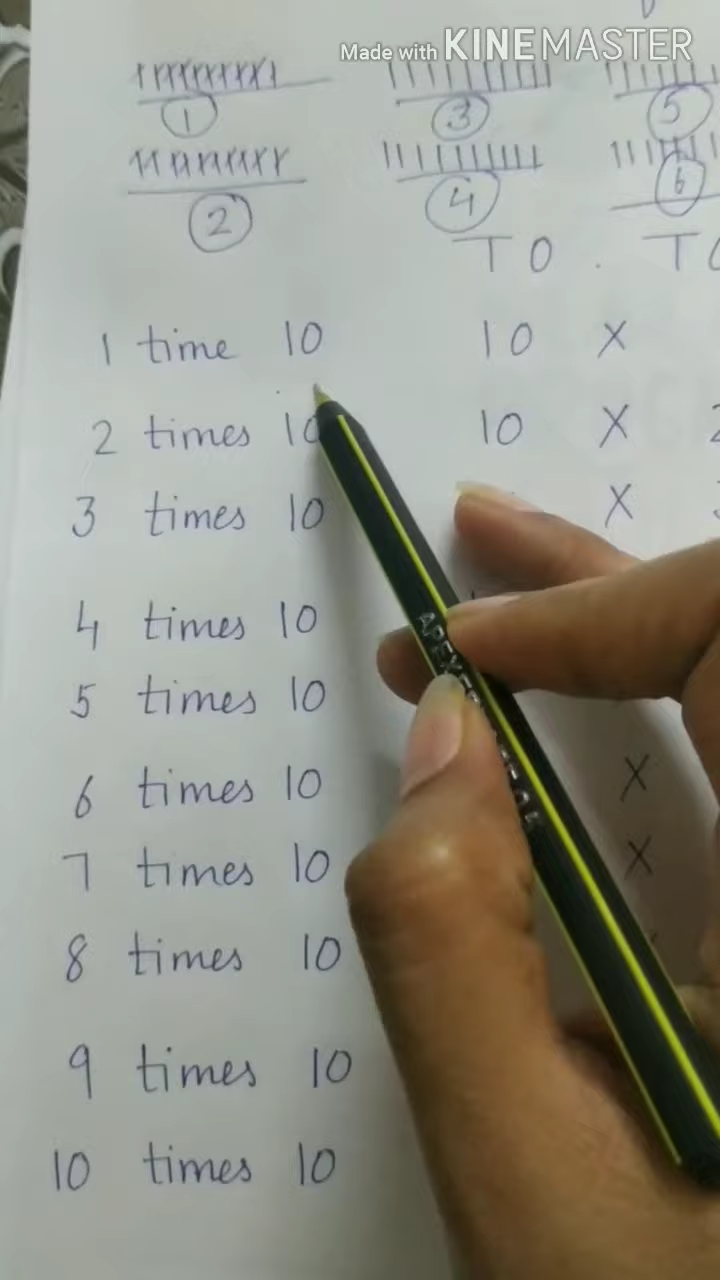 Made with KINEMASTER
1 3 5
2 4 6
T O T O
1 time 10 10 X
2 times 10 10 X 2
3 times 10 X 3
4 times 10
5 times 10
6 times 10 X
7 times 10 X
8 times 10
9 times 10
10 times 10